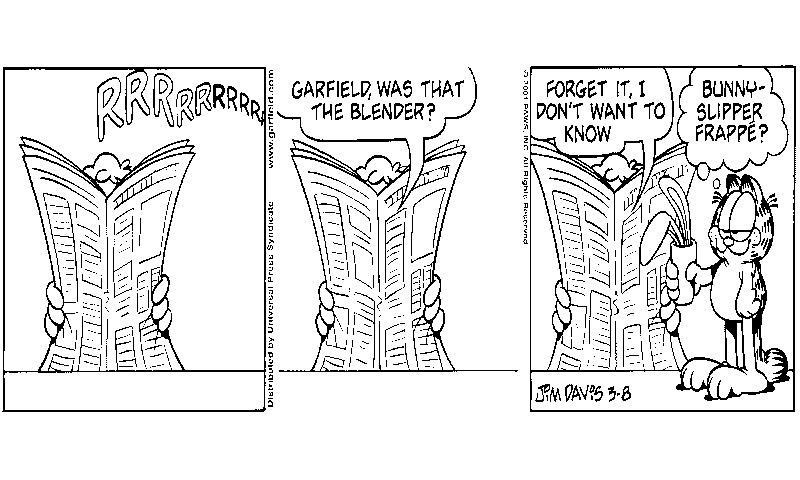 RRRRRRRRR
www.garfield.com
Distributed by Universal Press Syndicate
GARFIELD, WAS THAT
THE BLENDER?
© 2001 PAWS, INC. All Rights Reserved
FORGET IT, I
DON'T WANT TO
KNOW
BUNNY-
SLIPPER
FRAPPÉ?
JIM DAVIS 3-8